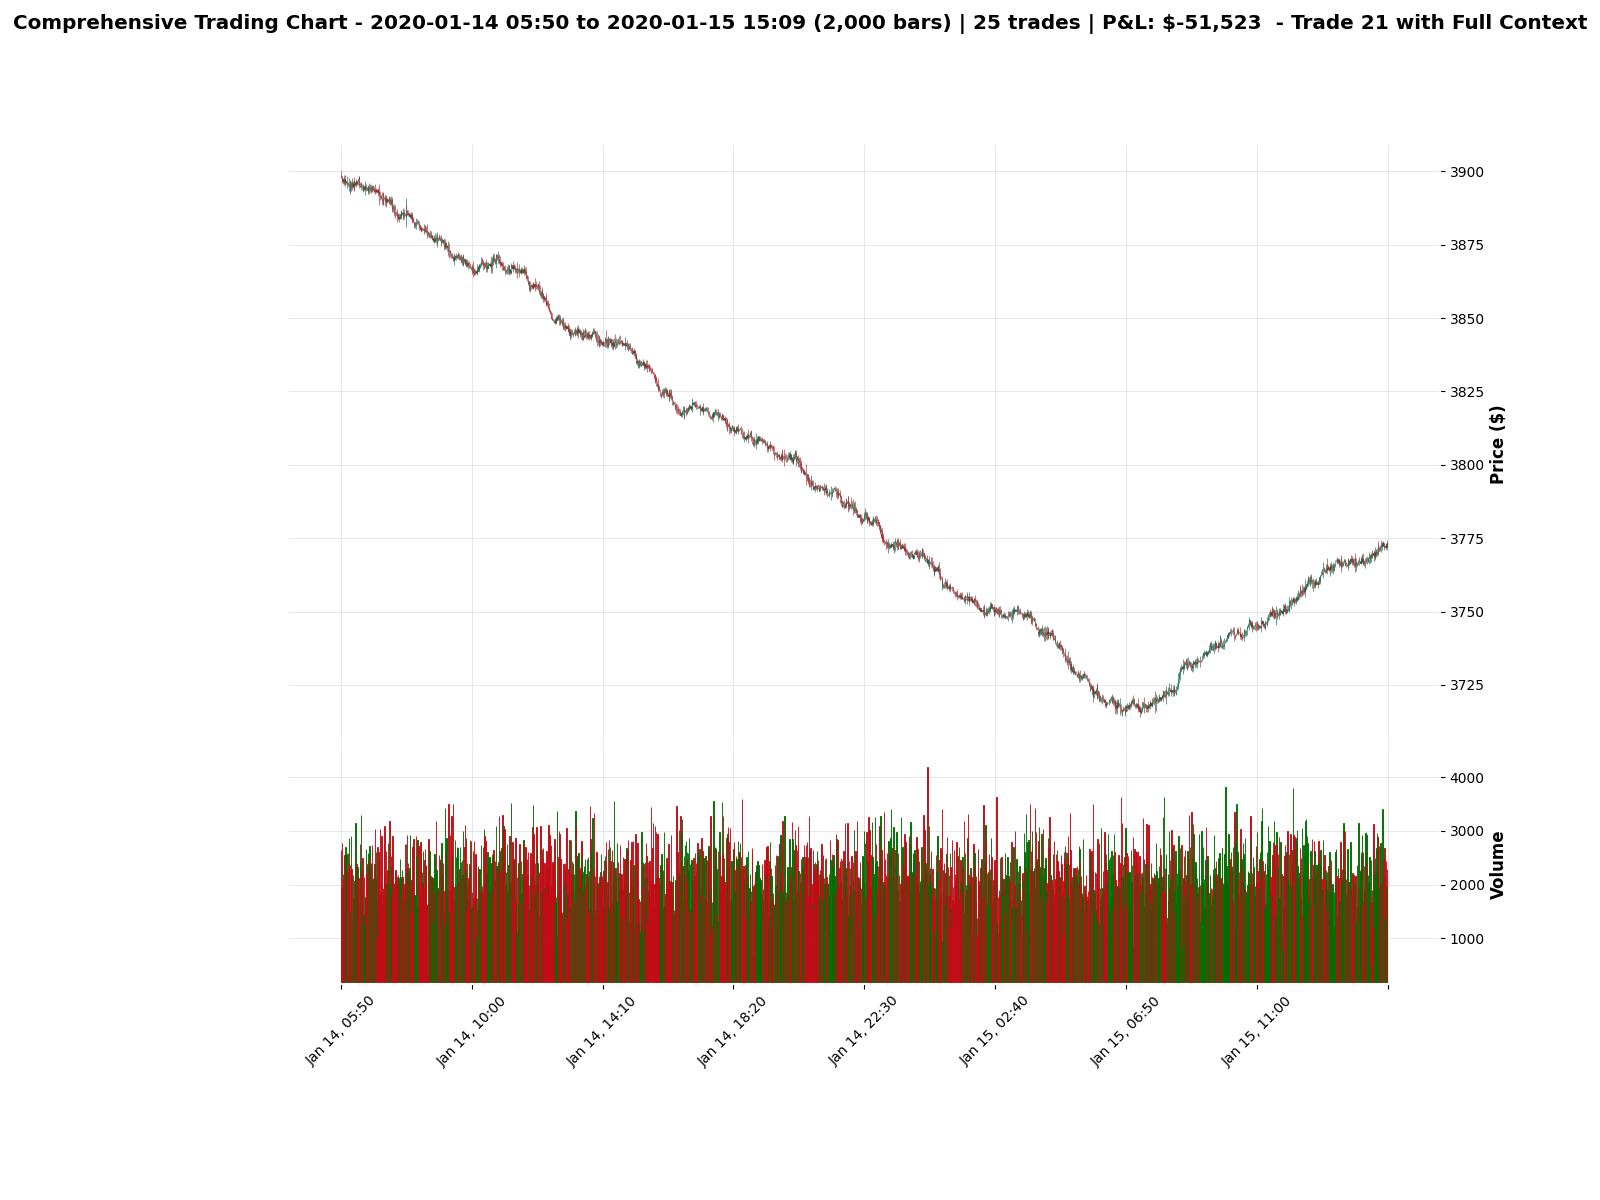 Comprehensive Trading Chart - 2020-01-14 05:50 to 2020-01-15 15:09 (2,000 bars) | 25 trades | P&L: $-51,523  - Trade 21 with Full Context
3900
3875
3850
3825
3800
3775
3750
3725
Price ($)
4000
3000
2000
1000
Volume
Jan 14, 05:50
Jan 14, 10:00
Jan 14, 14:10
Jan 14, 18:20
Jan 14, 22:30
Jan 15, 02:40
Jan 15, 06:50
Jan 15, 11:00